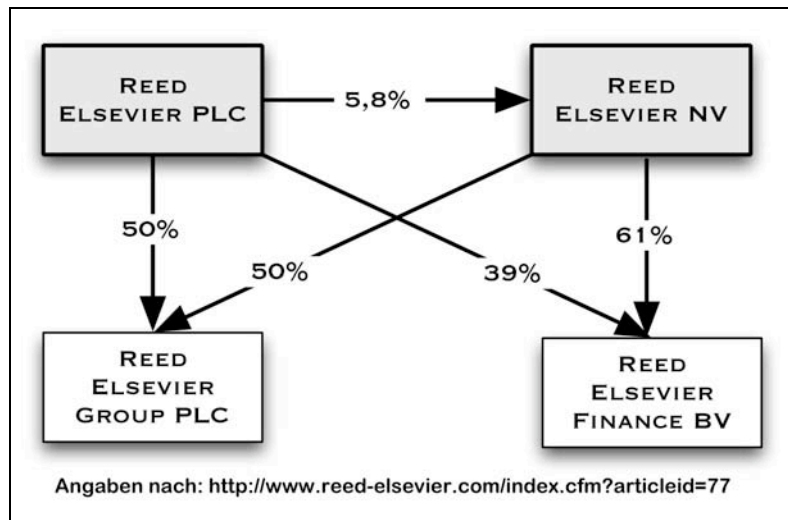 REED
ELSEVIER PLC
5,8%
REED
ELSEVIER NV
50%
50%
39%
61%
REED
ELSEVIER
GROUP PLC
REED
ELSEVIER
FINANCE BV
Angaben nach: http://www.reed-elsevier.com/index.cfm?articleid=77